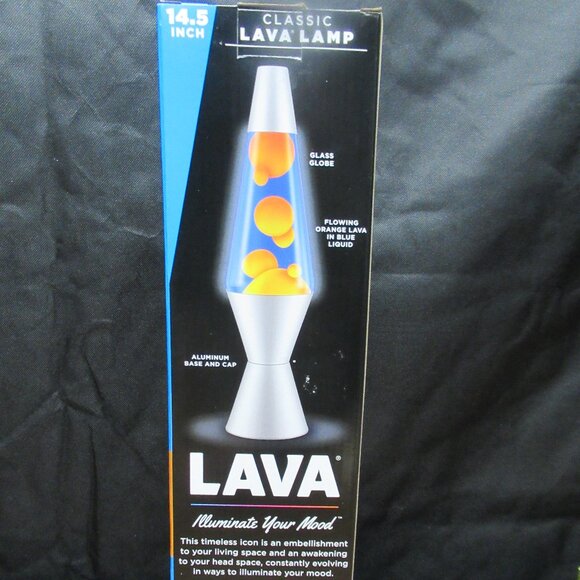 14.5
INCH
CLASSIC
LAVA® LAMP
GLASS
GLOBE
FLOWING
ORANGE LAVA
IN BLUE
LIQUID
ALUMINUM
BASE AND CAP
LAVA®
Illuminate Your Mood™
This timeless icon is an embellishment
to your living space and an awakening
to your head space, constantly evolving
in ways to illuminate your mood.